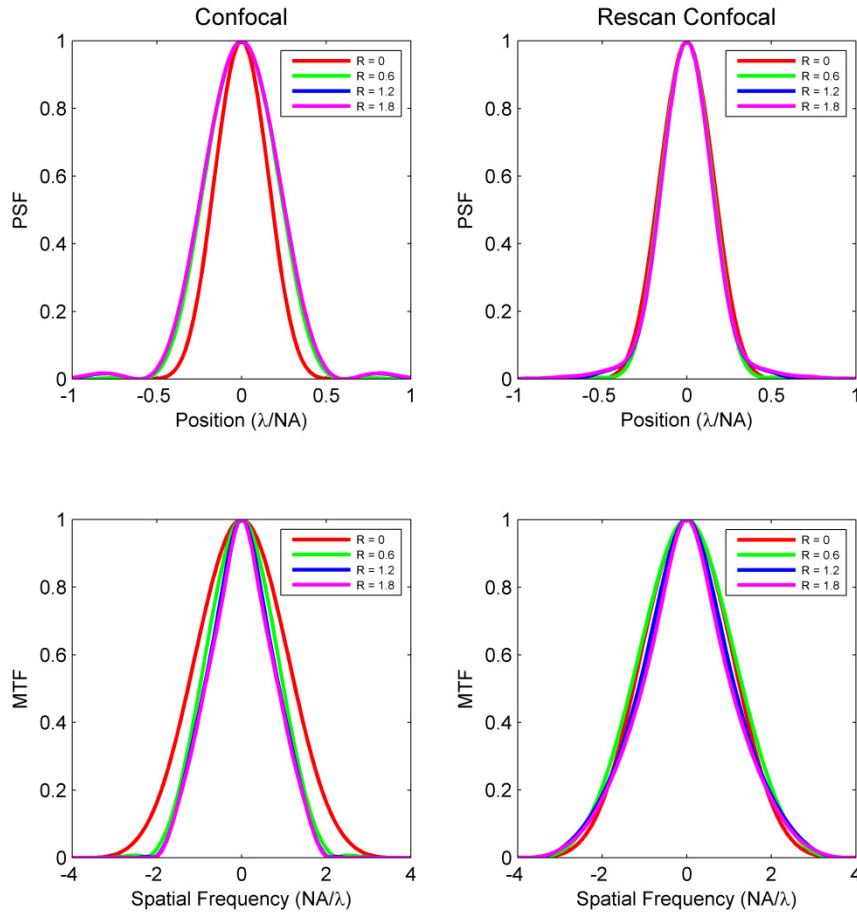 Confocal
Rescan Confocal
1
0.8
0.6
0.4
0.2
0
PSF
R = 0
R = 0.6
R = 1.2
R = 1.8
-1
-0.5
0
0.5
1
Position (λ/NA)
1
0.8
0.6
0.4
0.2
0
PSF
R = 0
R = 0.6
R = 1.2
R = 1.8
-1
-0.5
0
0.5
1
Position (λ/NA)
1
0.8
0.6
0.4
0.2
0
MTF
R = 0
R = 0.6
R = 1.2
R = 1.8
-4
-2
0
2
4
Spatial Frequency (NA/λ)
1
0.8
0.6
0.4
0.2
0
MTF
R = 0
R = 0.6
R = 1.2
R = 1.8
-4
-2
0
2
4
Spatial Frequency (NA/λ)